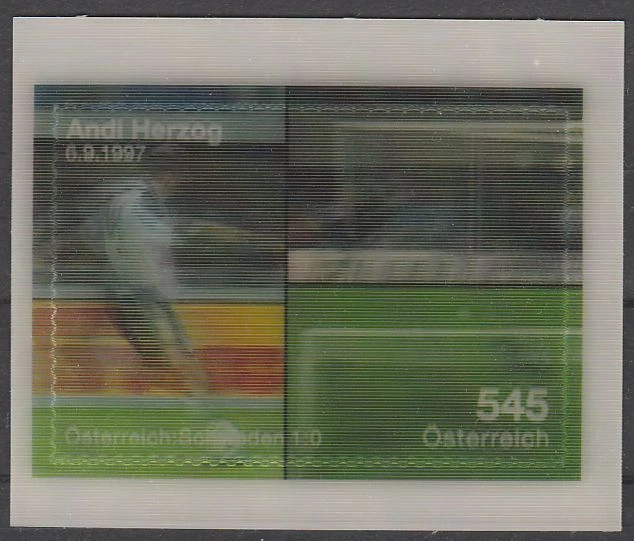 Andi Herzog
6.9.1997
545
Österreich:Schweden 1:0
Österreich